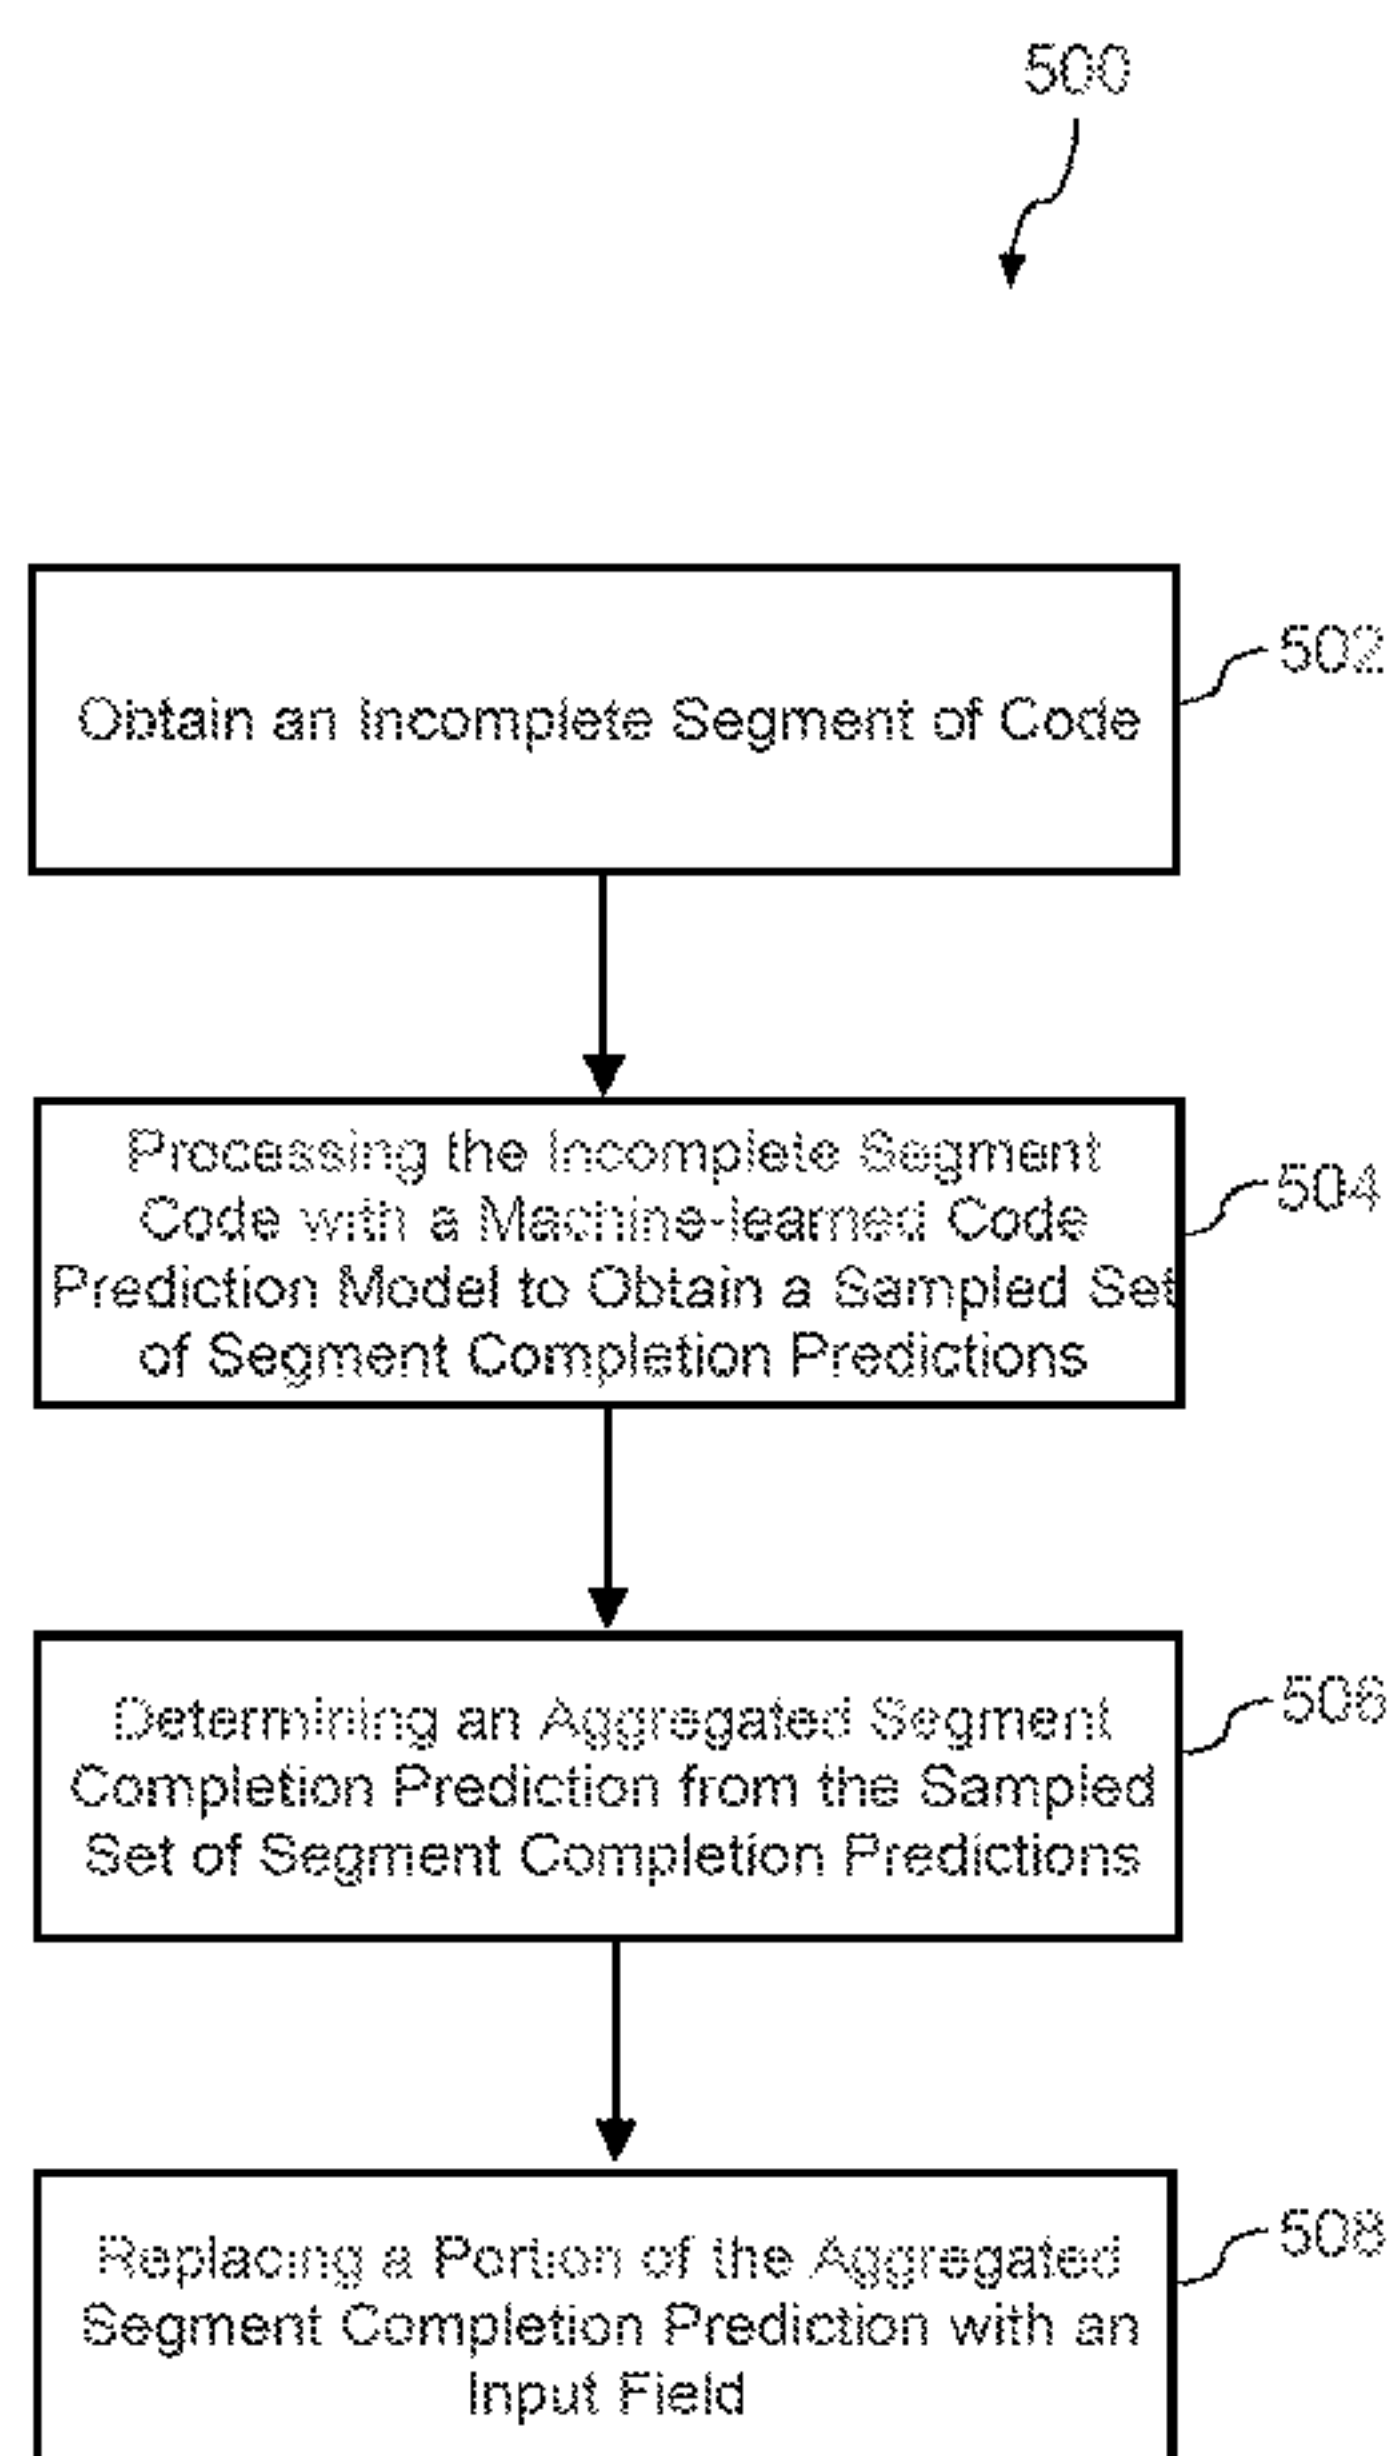 500
Obtain an Incomplete Segment of Code
502
Processing the Incomplete Segment
Code with a Machine-learned Code
Prediction Model to Obtain a Sampled Set
of Segment Completion Predictions
504
Determining an Aggregated Segment
Completion Prediction from the Sampled
Set of Segment Completion Predictions
506
Replacing a Portion of the Aggregated
Segment Completion Prediction with an
Input Field
508